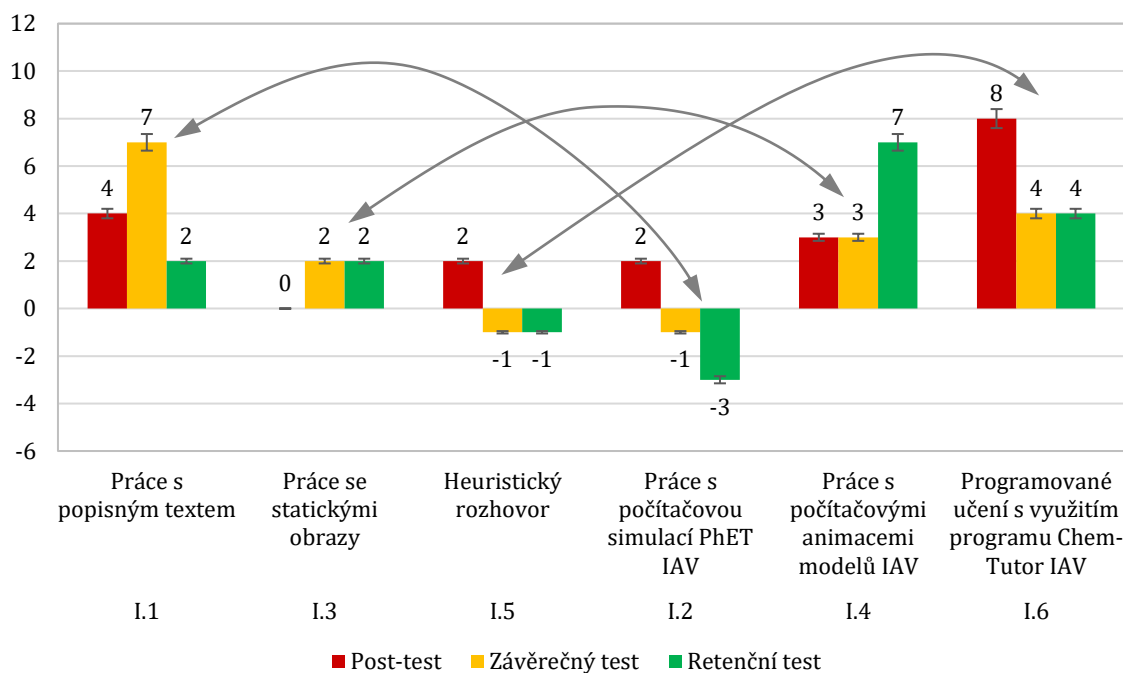 12
10
8
6
4
2
0
-2
-4
-6
4
7
2
0
2
2
2
-1
-1
2
-1
-3
3
3
7
8
4
4
Práce s
popisným textem
Práce se
statickými
obrazy
Heuristický
rozhovor
Práce s
počítačovou
simulací PhET
IAV
Práce s
počítačovými
animacemi
modelů IAV
Programované
učení s využitím
programu Chem-
Tutor IAV
I.1
I.3
I.5
I.2
I.4
I.6
Post-test
Závěrečný test
Retenční test